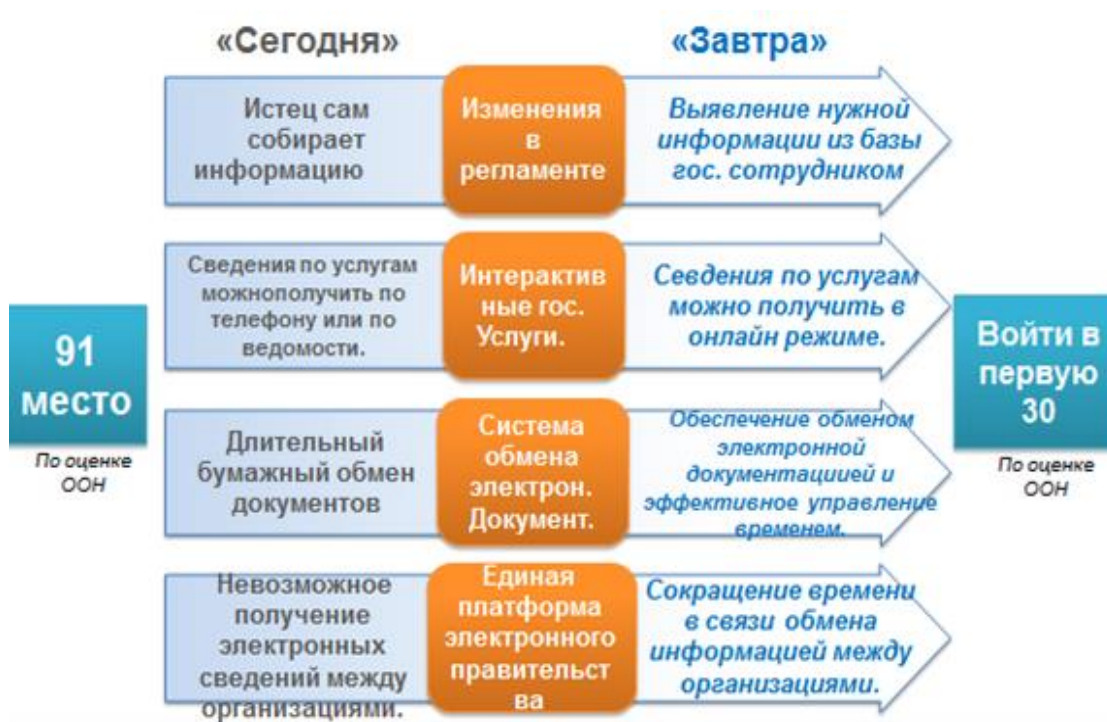 «Сегодня»
«Завтра»
Истец сам
собирает
информацию
Изменения
в
регламенте
Выявление нужной
информации из базы
гос. сотрудником
Сведения по услугам
можнополучить по
телефону или по
ведомости.
Интерактив
ные гос.
Услуги.
Севдения по услугам
можно получить в
онлайн режиме.
91
место
По оценке
ООН
Войти в
первую
30
По оценке
ООН
Длительный
бумажный обмен
документов
Система
обмена
электрон.
Документ.
Обеспечение обменом
электронной
документациией и
эффективное управление
временем.
Невозможное
получение
электронных
сведений между
организациями.
Единая
платформа
электронного
правительст
ва
Сокращение времени
в связи обмена
информацией между
организациями.